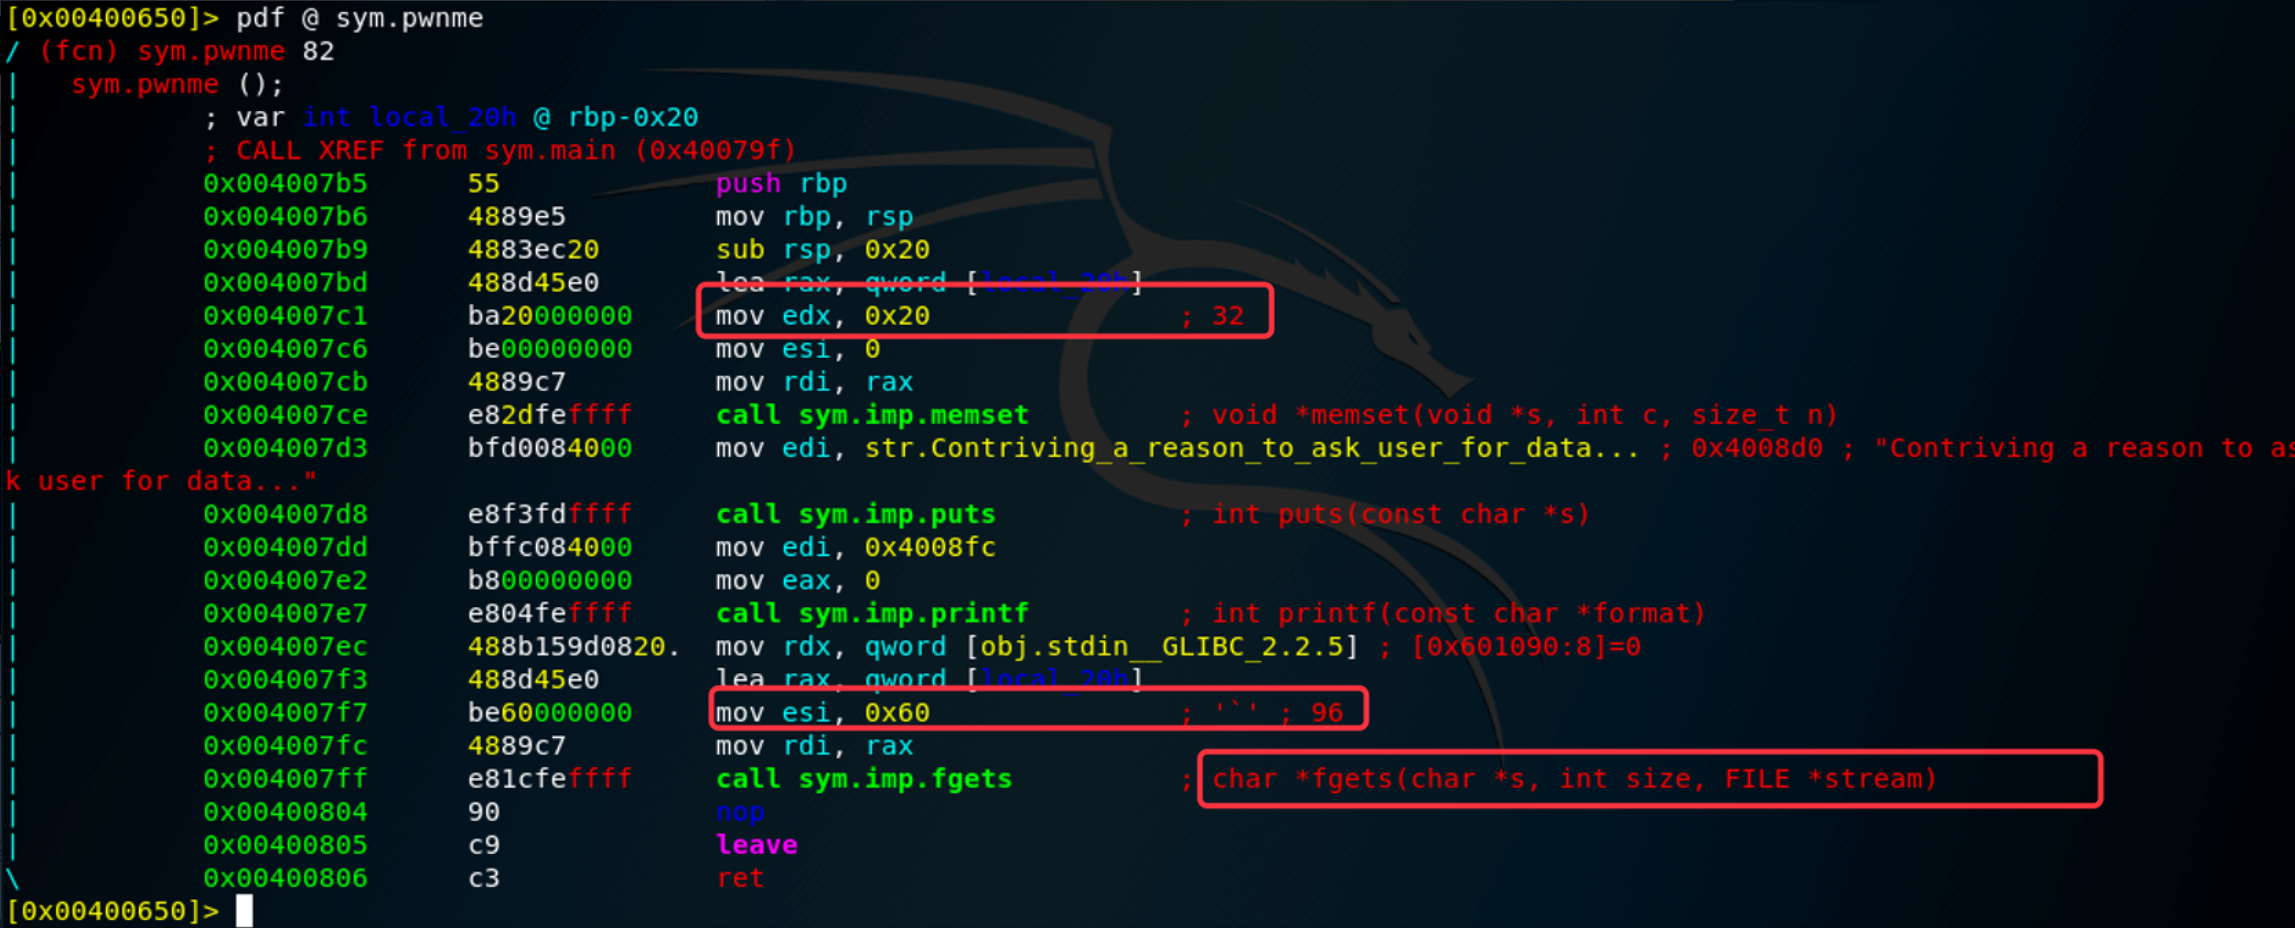 [0x00400650]> pdf @ sym.pwnme
/ (fcn) sym.pwnme 82
|   sym.pwnme ();
|           ; var int local_20h @ rbp-0x20
|           ; CALL XREF from sym.main (0x40079f)
|           0x004007b5      55             push rbp
|           0x004007b6      4889e5         mov rbp, rsp
|           0x004007b9      4883ec20       sub rsp, 0x20
|           0x004007bd      488d45e0       lea rax, qword [local_20h]
|           0x004007c1      ba20000000     mov edx, 0x20               ; 32
|           0x004007c6      be00000000     mov esi, 0
|           0x004007cb      4889c7         mov rdi, rax
|           0x004007ce      e82dfeffff     call sym.imp.memset         ; void *memset(void *s, int c, size_t n)
|           0x004007d3      bfd0084000     mov edi, str.Contriving_a_reason_to_ask_user_for_data... ; 0x4008d0 ; "Contriving a reason to as
k user for data..."
|           0x004007d8      e8f3fdffff     call sym.imp.puts           ; int puts(const char *s)
|           0x004007dd      bffc084000     mov edi, 0x4008fc
|           0x004007e2      b800000000     mov eax, 0
|           0x004007e7      e804feffff     call sym.imp.printf         ; int printf(const char *format)
|           0x004007ec      488b159d0820.  mov rdx, qword [obj.stdin__GLIBC_2.2.5] ; [0x601090:8]=0
|           0x004007f3      488d45e0       lea rax, qword [local_20h]
|           0x004007f7      be60000000     mov esi, 0x60               ; '`' ; 96
|           0x004007fc      4889c7         mov rdi, rax
|           0x004007ff      e81cfeffff     call sym.imp.fgets          ; char *fgets(char *s, int size, FILE *stream)
|           0x00400804      90             nop
|           0x00400805      c9             leave
\           0x00400806      c3             ret
[0x00400650]>